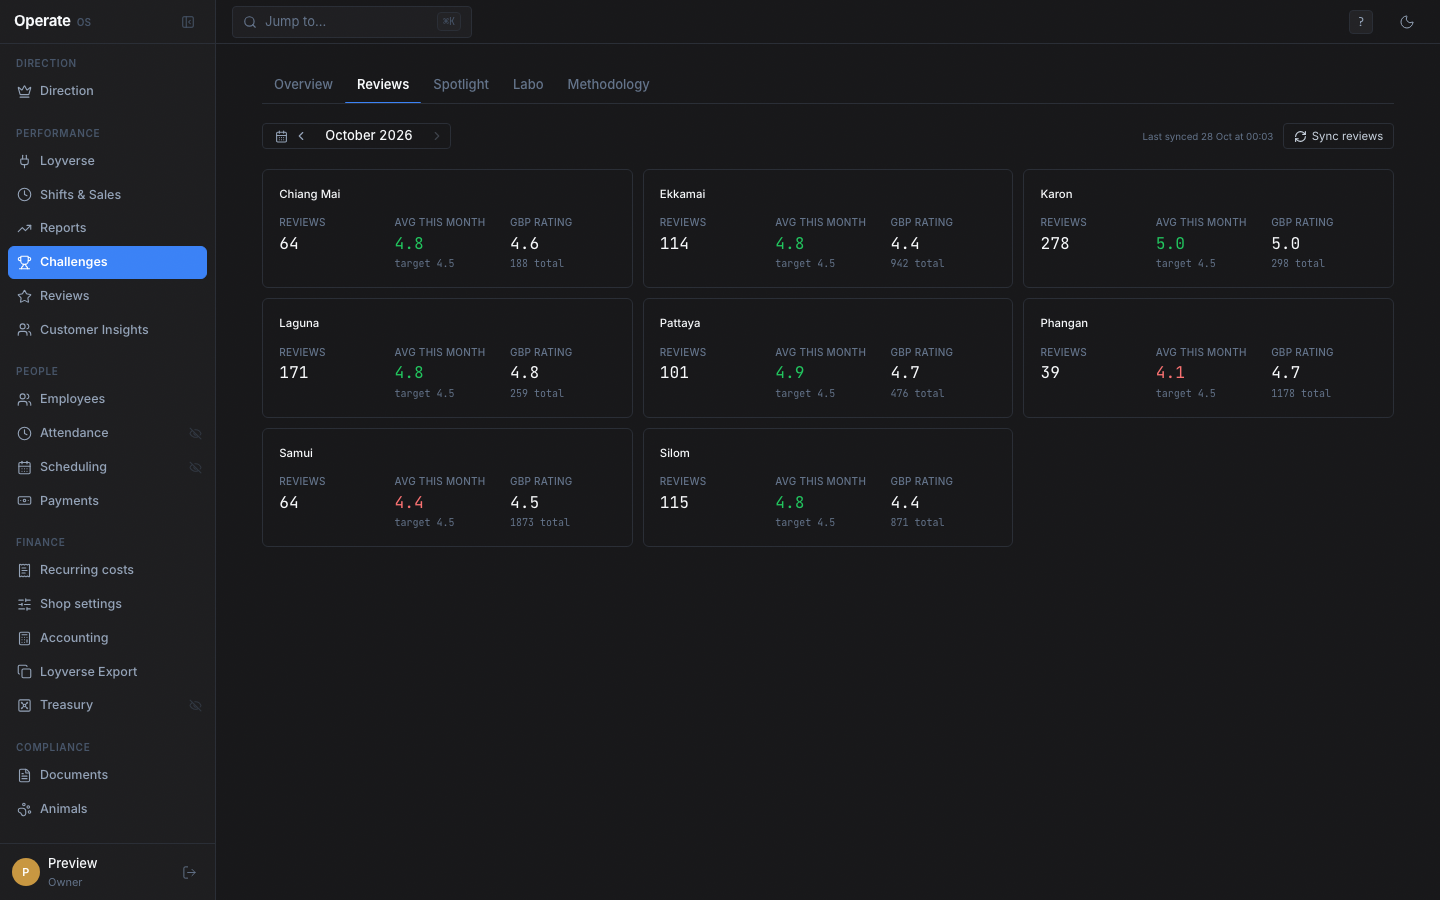 Operate OS
Jump to...
⌘K
?
DIRECTION
Direction
PERFORMANCE
Loyverse
Shifts & Sales
Reports
Challenges
Reviews
Customer Insights
PEOPLE
Employees
Attendance
Scheduling
Payments
FINANCE
Recurring costs
Shop settings
Accounting
Loyverse Export
Treasury
COMPLIANCE
Documents
Animals
P
Preview
Owner
Overview Reviews Spotlight Labo Methodology
October 2026
Last synced 28 Oct at 00:03
Sync reviews
Chiang Mai
REVIEWS AVG THIS MONTH GBP RATING
64 4.8 4.6
target 4.5 188 total
Ekkamai
REVIEWS AVG THIS MONTH GBP RATING
114 4.8 4.4
target 4.5 942 total
Karon
REVIEWS AVG THIS MONTH GBP RATING
278 5.0 5.0
target 4.5 298 total
Laguna
REVIEWS AVG THIS MONTH GBP RATING
171 4.8 4.8
target 4.5 259 total
Pattaya
REVIEWS AVG THIS MONTH GBP RATING
101 4.9 4.7
target 4.5 476 total
Phangan
REVIEWS AVG THIS MONTH GBP RATING
39 4.1 4.7
target 4.5 1178 total
Samui
REVIEWS AVG THIS MONTH GBP RATING
64 4.4 4.5
target 4.5 1873 total
Silom
REVIEWS AVG THIS MONTH GBP RATING
115 4.8 4.4
target 4.5 871 total